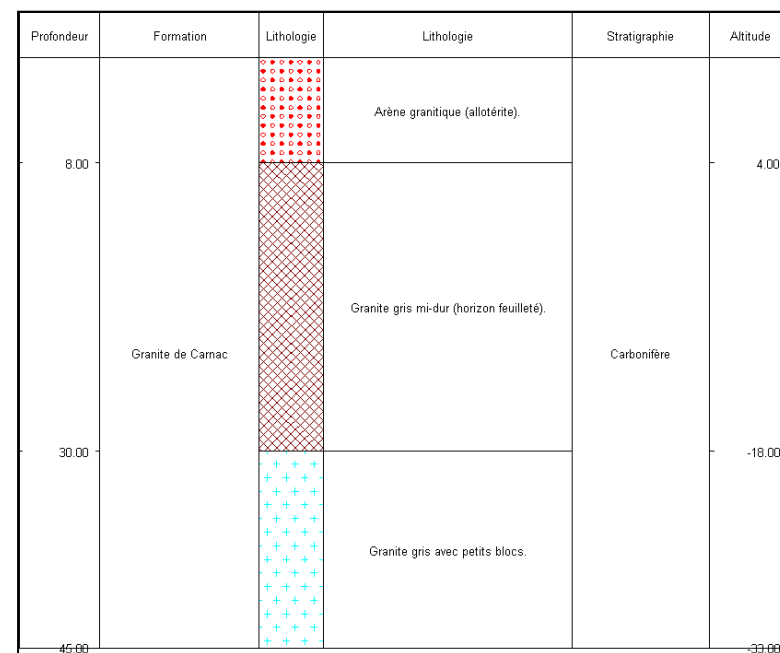 Profondeur Formation Lithologie Lithologie Stratigraphie Altitude
Arène granitique (allotérite).
8.00 4.00
Granite gris mi-dur (horizon feuilleté).
Granite de Carnac Carbonifère
30.00 -18.00
Granite gris avec petits blocs.
45.00 -33.00